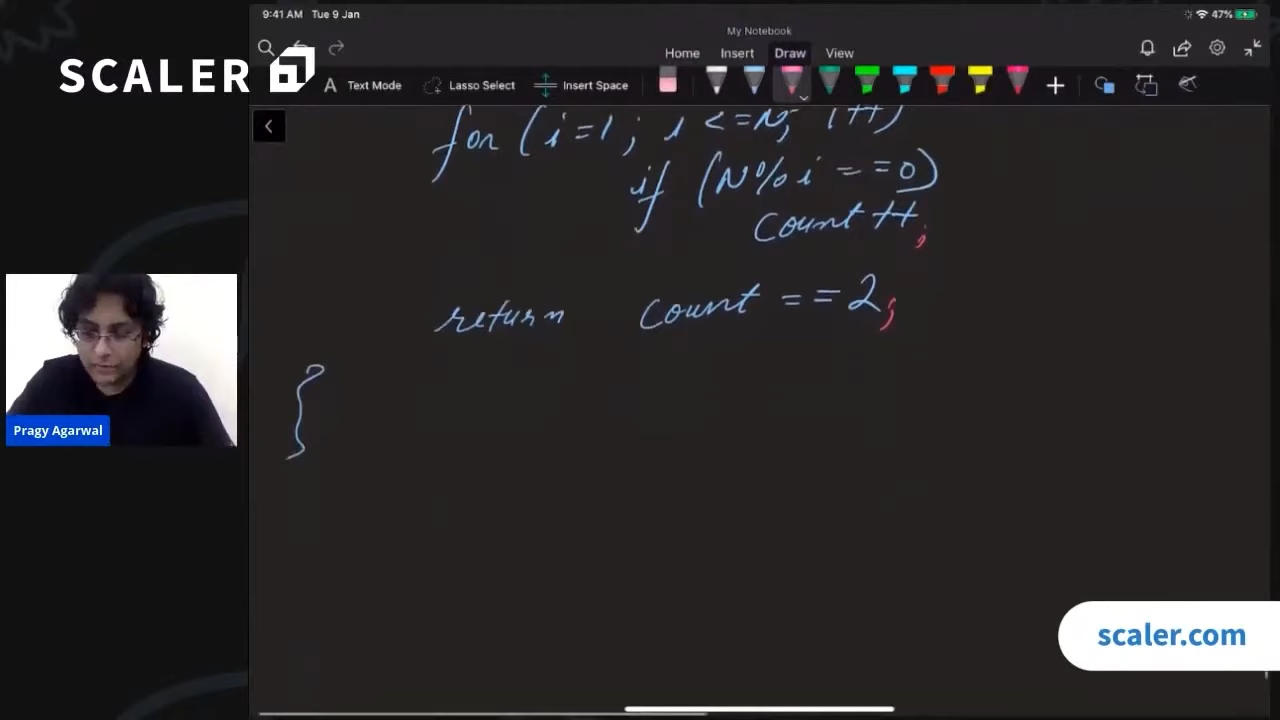 9:41 AM Tue 9 Jan
47%
My Notebook
Home Insert Draw View
SCALER
A Text Mode Lasso Select Insert Space
for (i=1; i <=N; i++)
if (N%i ==0)
count++;
return count ==2;
}
Pragy Agarwal
scaler.com